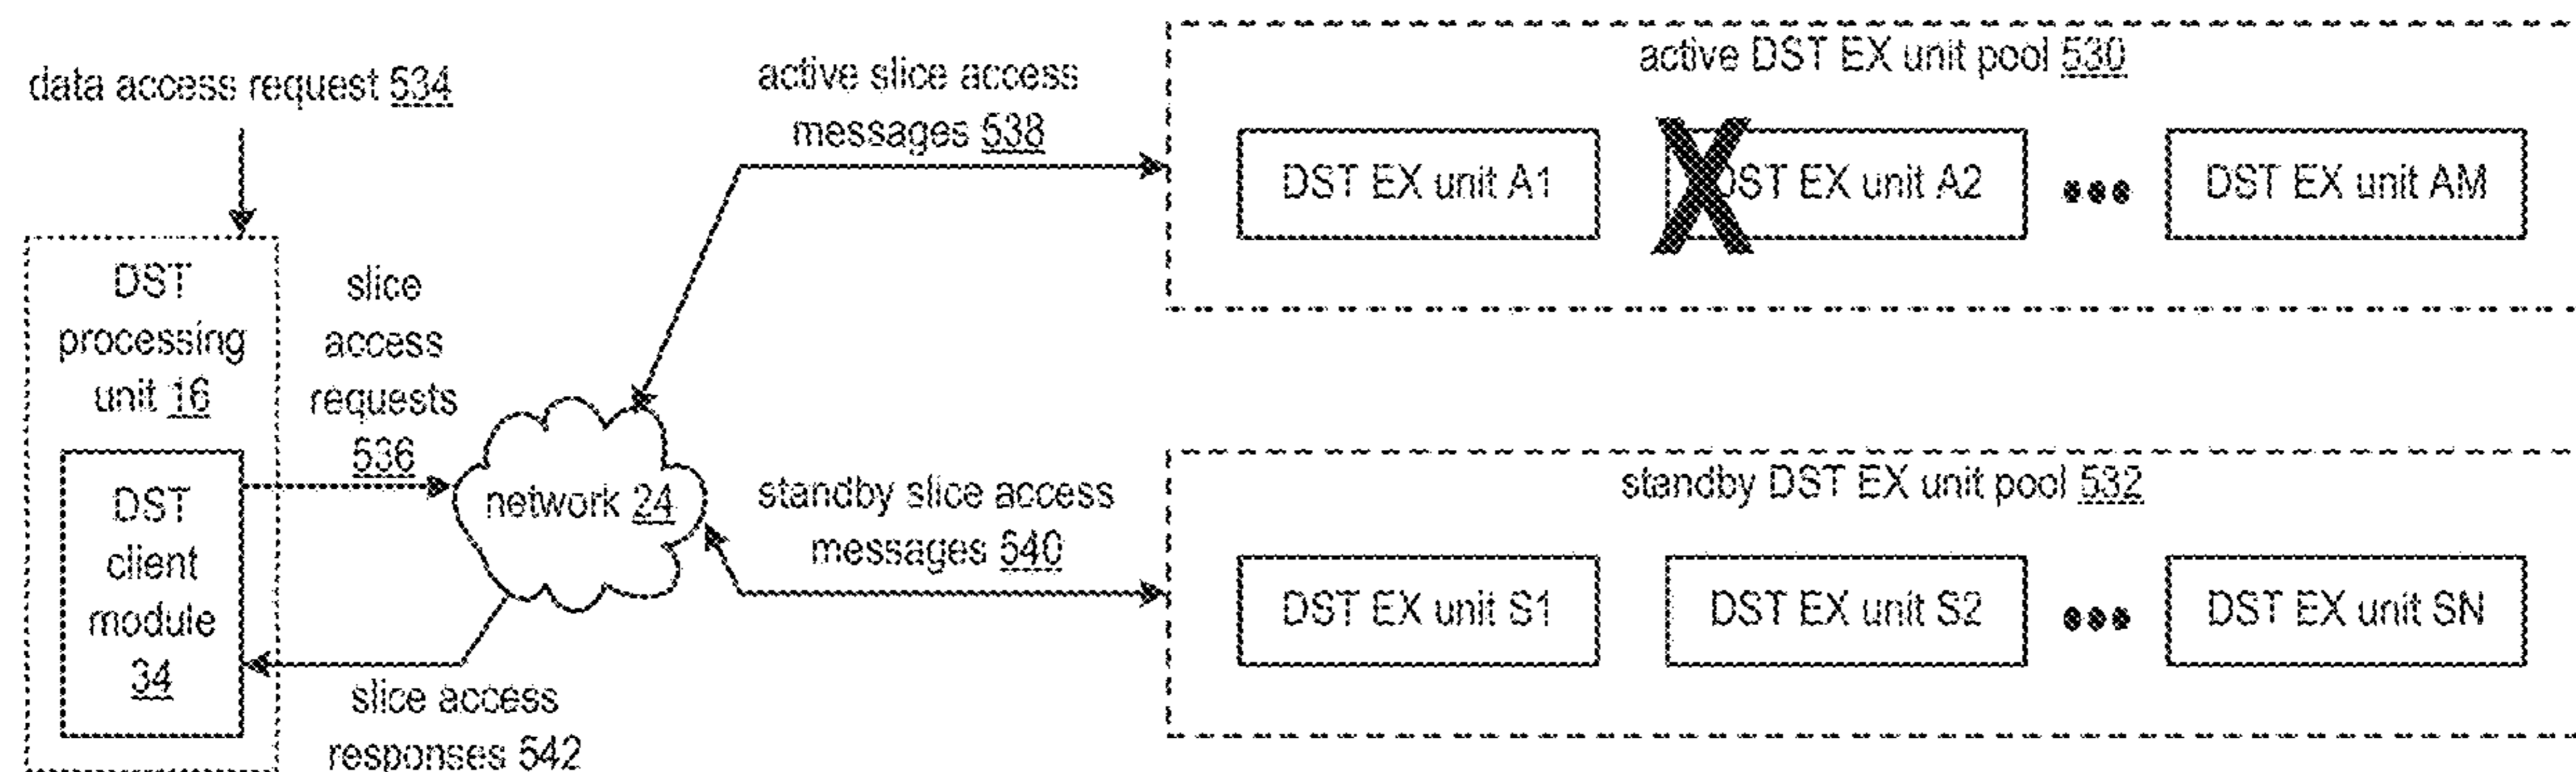 data access request 534
DST
processing
unit 16
DST
client
module
34
slice
access
requests
536
network 24
slice access
responses 542
active slice access
messages 538
standby slice access
messages 540
active DST EX unit pool 530
DST EX unit A1
DST EX unit A2
DST EX unit AM
standby DST EX unit pool 532
DST EX unit S1
DST EX unit S2
DST EX unit SN